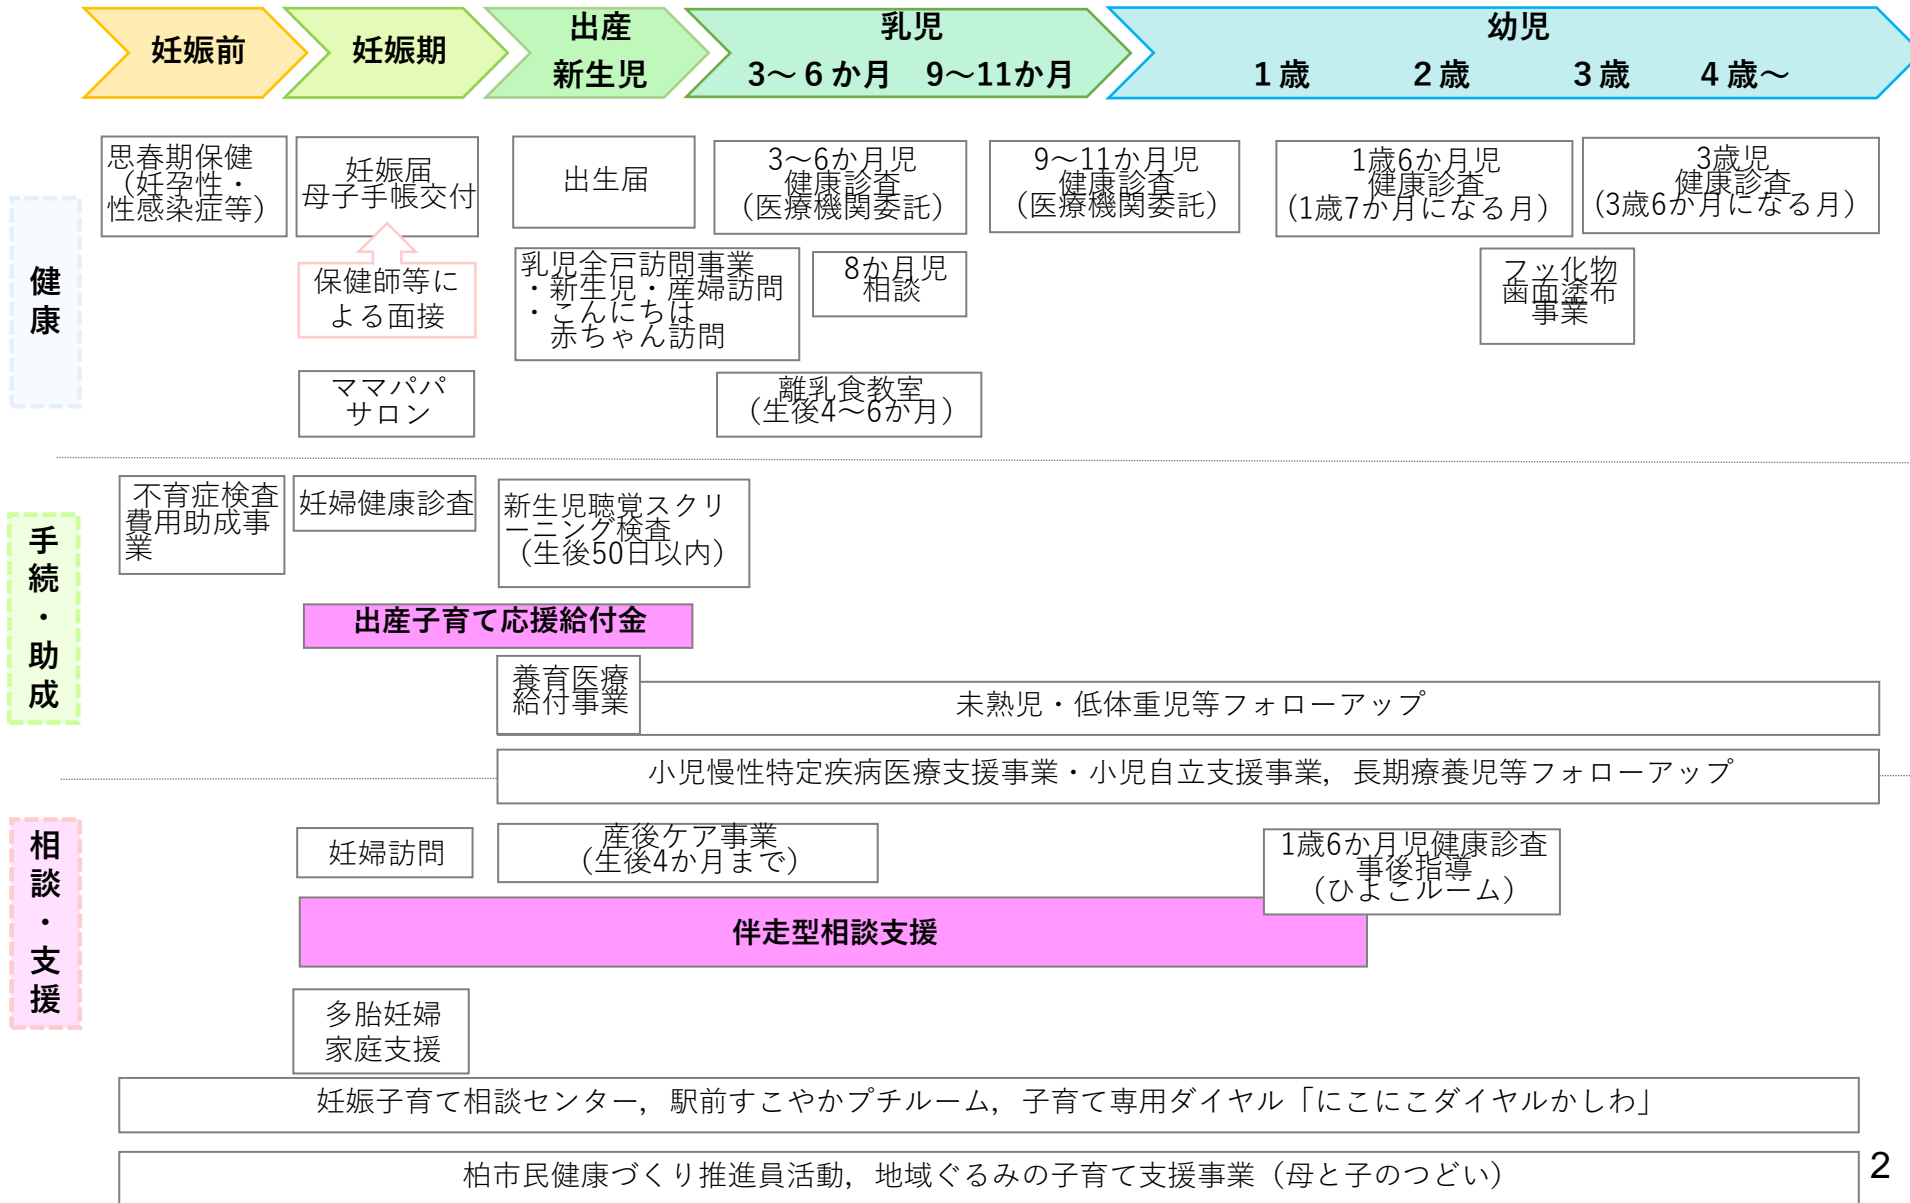 妊娠前
妊娠期
出産
新生児
乳児
3～６か月　9～11か月
幼児
１歳　２歳　３歳　４歳～
健康
思春期保健
（妊孕性・
性感染症等）
妊娠届
母子手帳交付
保健師等に
よる面接
ママパパ
サロン
出生届
乳児全戸訪問事業
・新生児・産婦訪問
・こんにちは
赤ちゃん訪問
3～6か月児
健康診査
（医療機関委託）
8か月児
相談
離乳食教室
（生後4～6か月）
9～11か月児
健康診査
（医療機関委託）
1歳6か月児
健康診査
（1歳7か月になる月）
3歳児
健康診査
（3歳6か月になる月）
フッ化物
歯面塗布
事業
手続・助成
不育症検査
費用助成事
業
妊婦健康診査
新生児聴覚スクリ
ーニング検査
（生後50日以内）
出産子育て応援給付金
養育医療
給付事業
未熟児・低体重児等フォローアップ
小児慢性特定疾病医療支援事業・小児自立支援事業，長期療養児等フォローアップ
相談・支援
妊婦訪問
産後ケア事業
（生後4か月まで）
1歳6か月児健康診査
事後指導
（ひよこルーム）
伴走型相談支援
多胎妊婦
家庭支援
妊娠子育て相談センター，駅前すこやかプチルーム，子育て専用ダイヤル「にこにこダイヤルかしわ」
柏市民健康づくり推進員活動，地域ぐるみの子育て支援事業（母と子のつどい）
2